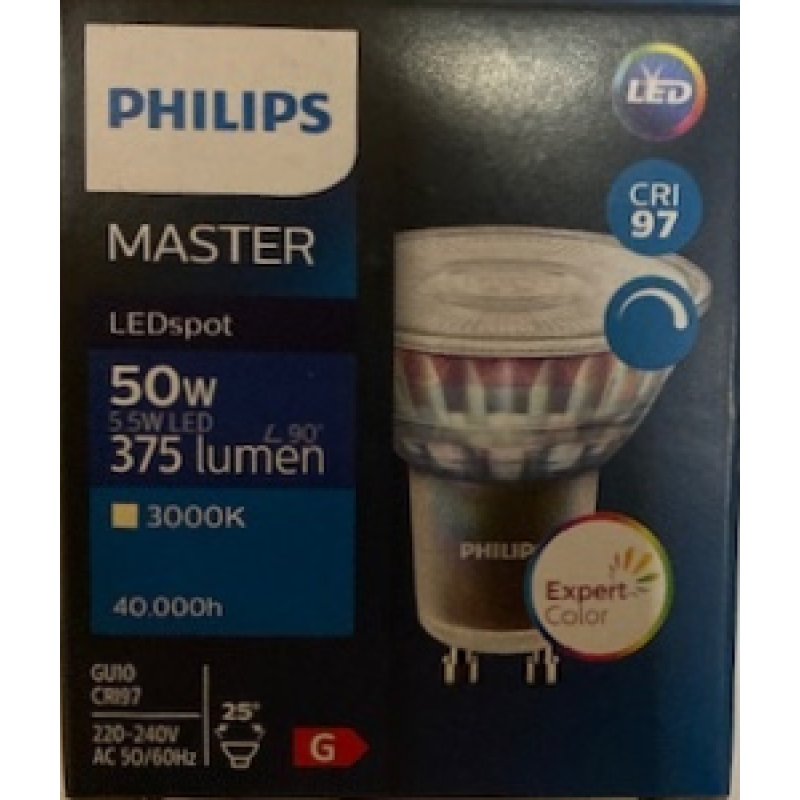 PHILIPS
LED
CRI
97
MASTER
LEDspot
50W
5.5W LED
∠ 90°
375 lumen
3000K
40.000h
PHILIP
Expert
Color
GU10
CRI97
220-240V
AC 50/60Hz
25°
G